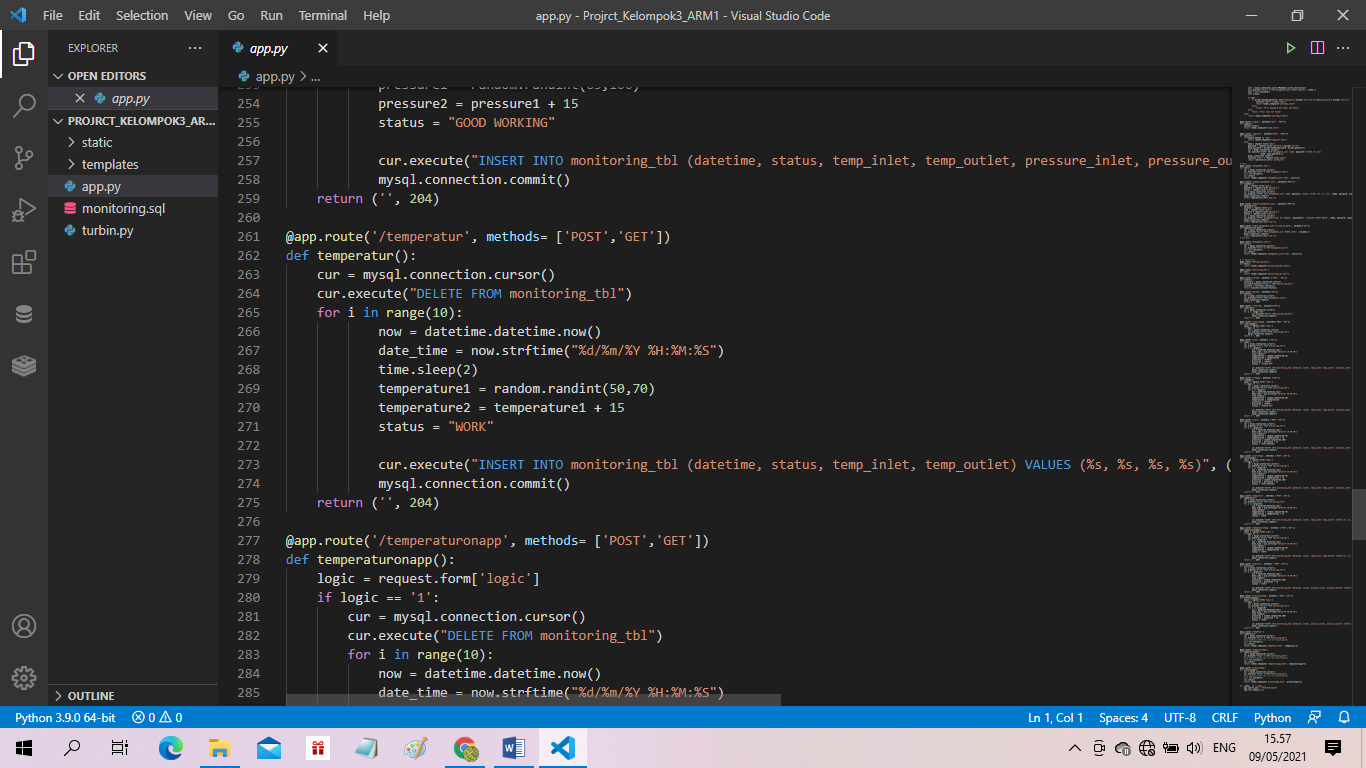 File Edit Selection View Go Run Terminal Help
app.py - Projrct_Kelompok3_ARM1 - Visual Studio Code
EXPLORER
OPEN EDITORS
app.py
PROJRCT_KELOMPOK3_AR...
static
templates
app.py
monitoring.sql
turbin.py
OUTLINE
app.py
app.py > ...
254 pressure2 = pressure1 + 15
255 status = "GOOD WORKING"
256
257 cur.execute("INSERT INTO monitoring_tbl (datetime, status, temp_inlet, temp_outlet, pressure_inlet, pressure_ou
258 mysql.connection.commit()
259 return ('', 204)
260
261 @app.route('/temperatur', methods= ['POST','GET'])
262 def temperatur():
263 cur = mysql.connection.cursor()
264 cur.execute("DELETE FROM monitoring_tbl")
265 for i in range(10):
266 now = datetime.datetime.now()
267 date_time = now.strftime("%d/%m/%Y %H:%M:%S")
268 time.sleep(2)
269 temperature1 = random.randint(50,70)
270 temperature2 = temperature1 + 15
271 status = "WORK"
272
273 cur.execute("INSERT INTO monitoring_tbl (datetime, status, temp_inlet, temp_outlet) VALUES (%s, %s, %s, %s)", (
274 mysql.connection.commit()
275 return ('', 204)
276
277 @app.route('/temperaturonapp', methods= ['POST','GET'])
278 def temperaturonapp():
279 logic = request.form['logic']
280 if logic == '1':
281 cur = mysql.connection.cursor()
282 cur.execute("DELETE FROM monitoring_tbl")
283 for i in range(10):
284 now = datetime.datetime.now()
285 date_time = now.strftime("%d/%m/%Y %H:%M:%S")
Python 3.9.0 64-bit 0 0 Ln 1, Col 1 Spaces: 4 UTF-8 CRLF Python
ENG
15.57
09/05/2021